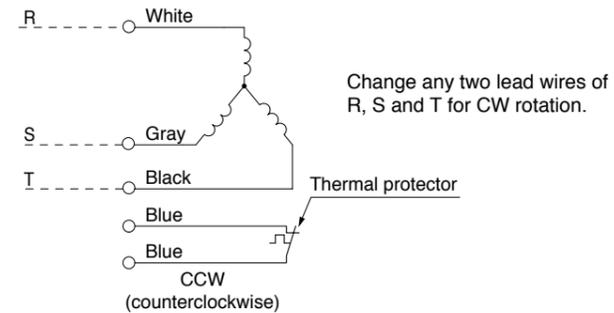 R
White
Change any two lead wires of
R, S and T for CW rotation.
S
Gray
T
Black
Thermal protector
Blue
Blue
CCW
(counterclockwise)